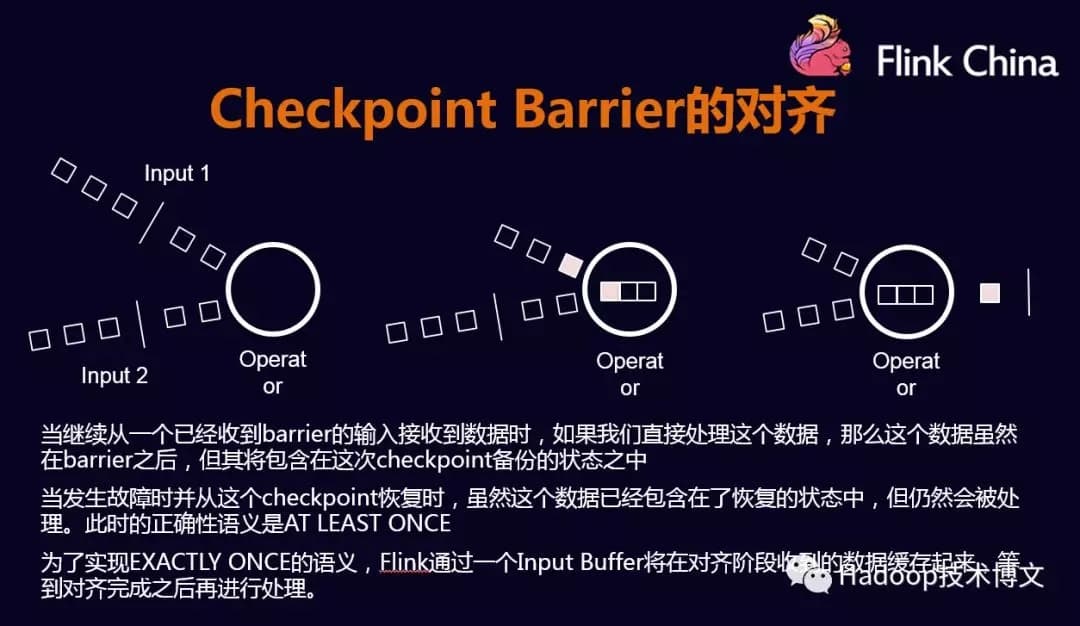 Flink China
Checkpoint Barrier的对齐
Input 1
Input 2
Operat
or
Operat
or
Operat
or
当继续从一个已经收到barrier的输入接收到数据时，如果我们直接处理这个数据，那么这个数据虽然
在barrier之后，但其将包含在这次checkpoint备份的状态之中
当发生故障时并从这个checkpoint恢复时，虽然这个数据已经包含在了恢复的状态中，但仍然会被处
理。此时的正确性语义是AT LEAST ONCE
为了实现EXACTLY ONCE的语义，Flink通过一个Input Buffer将在对齐阶段收到的数据缓存起来，等
到对齐完成之后再进行处理。
Hadoop技术博文